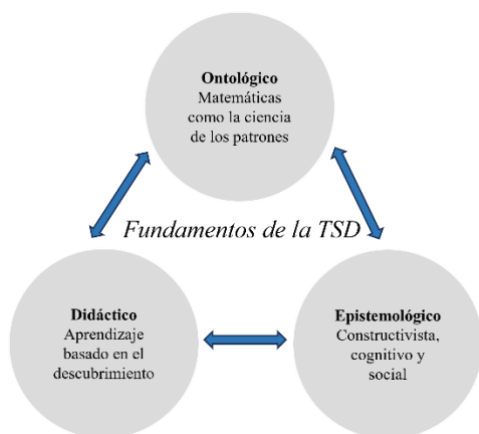 Ontológico
Matemáticas
como la ciencia
de los patrones
Fundamentos de la TSD
Didáctico
Aprendizaje
basado en el
descubrimiento
Epistemológico
Constructivista,
cognitivo y
social